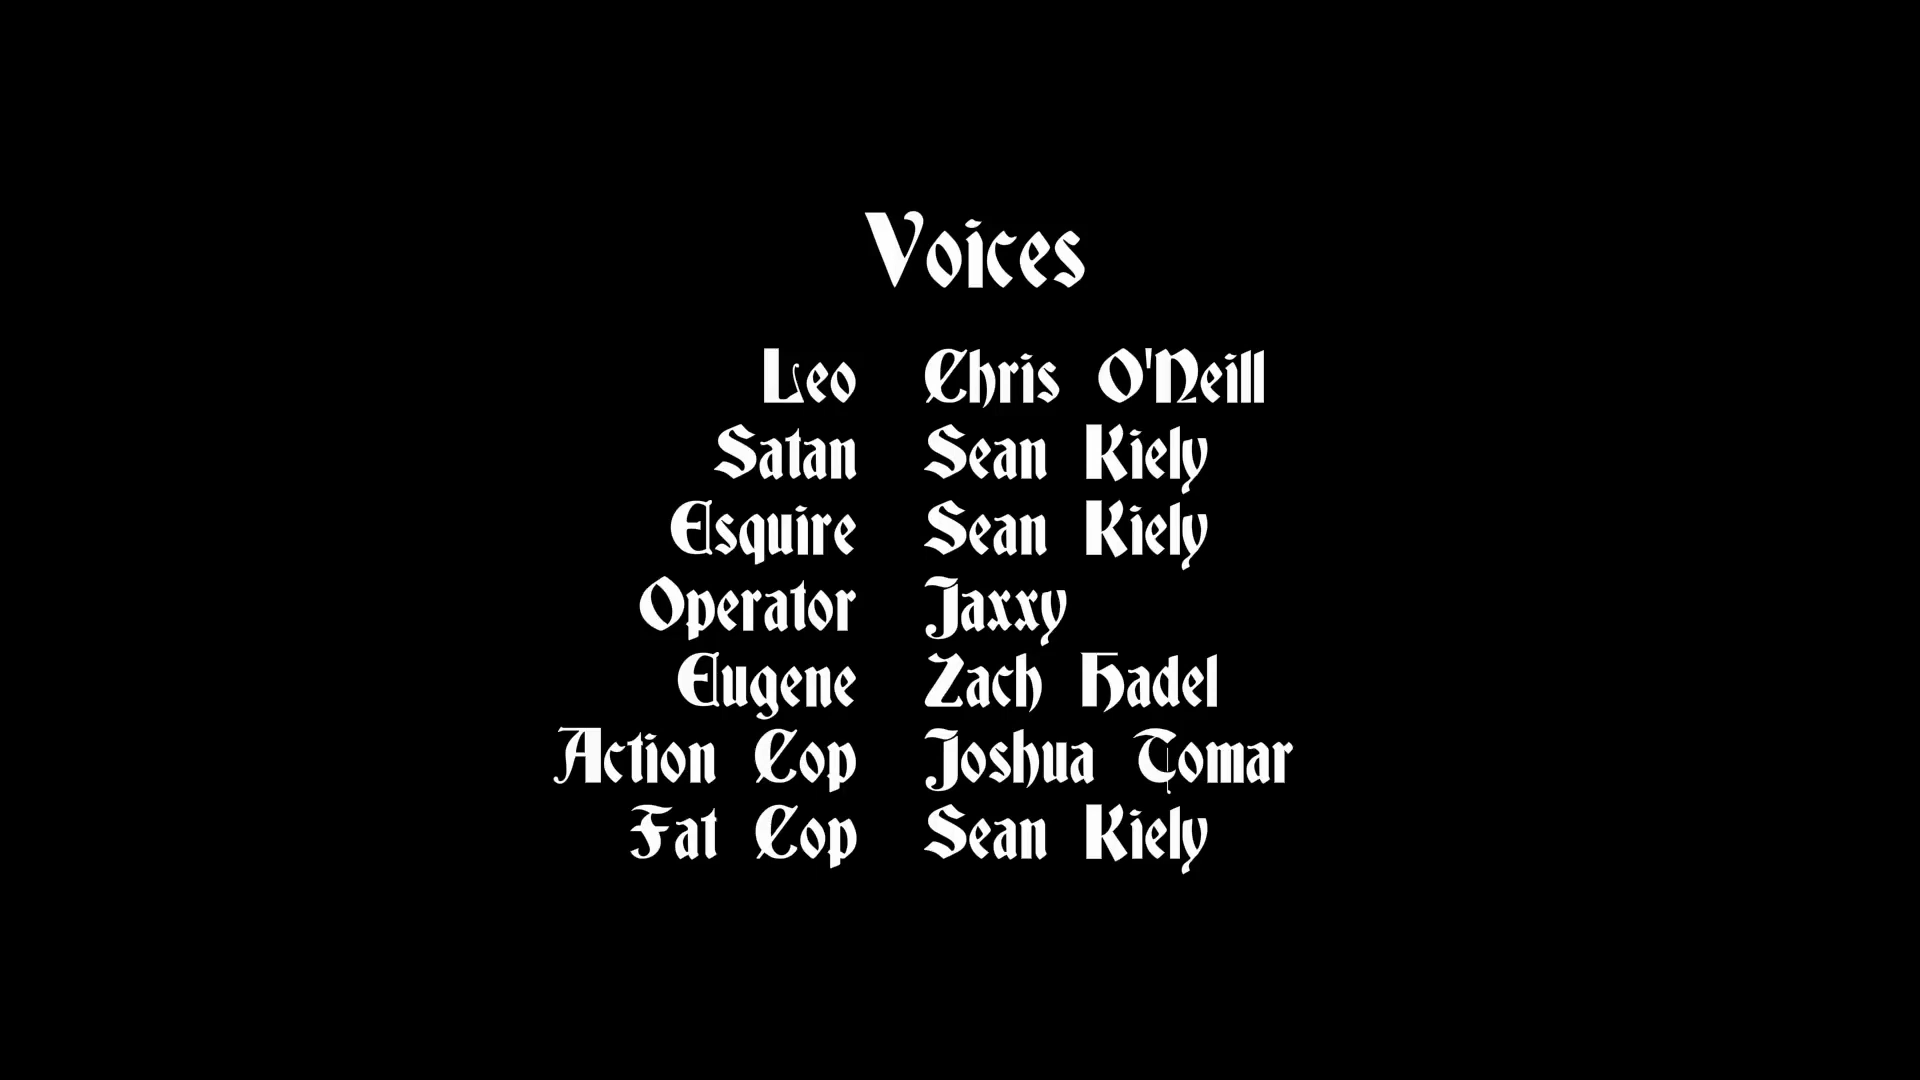 Voices
Leo Chris O'Neill
Satan Sean Kiely
Esquire Sean Kiely
Operator Jaxxy
Eugene Zach Hadel
Action Cop Joshua Tomar
Fat Cop Sean Kiely